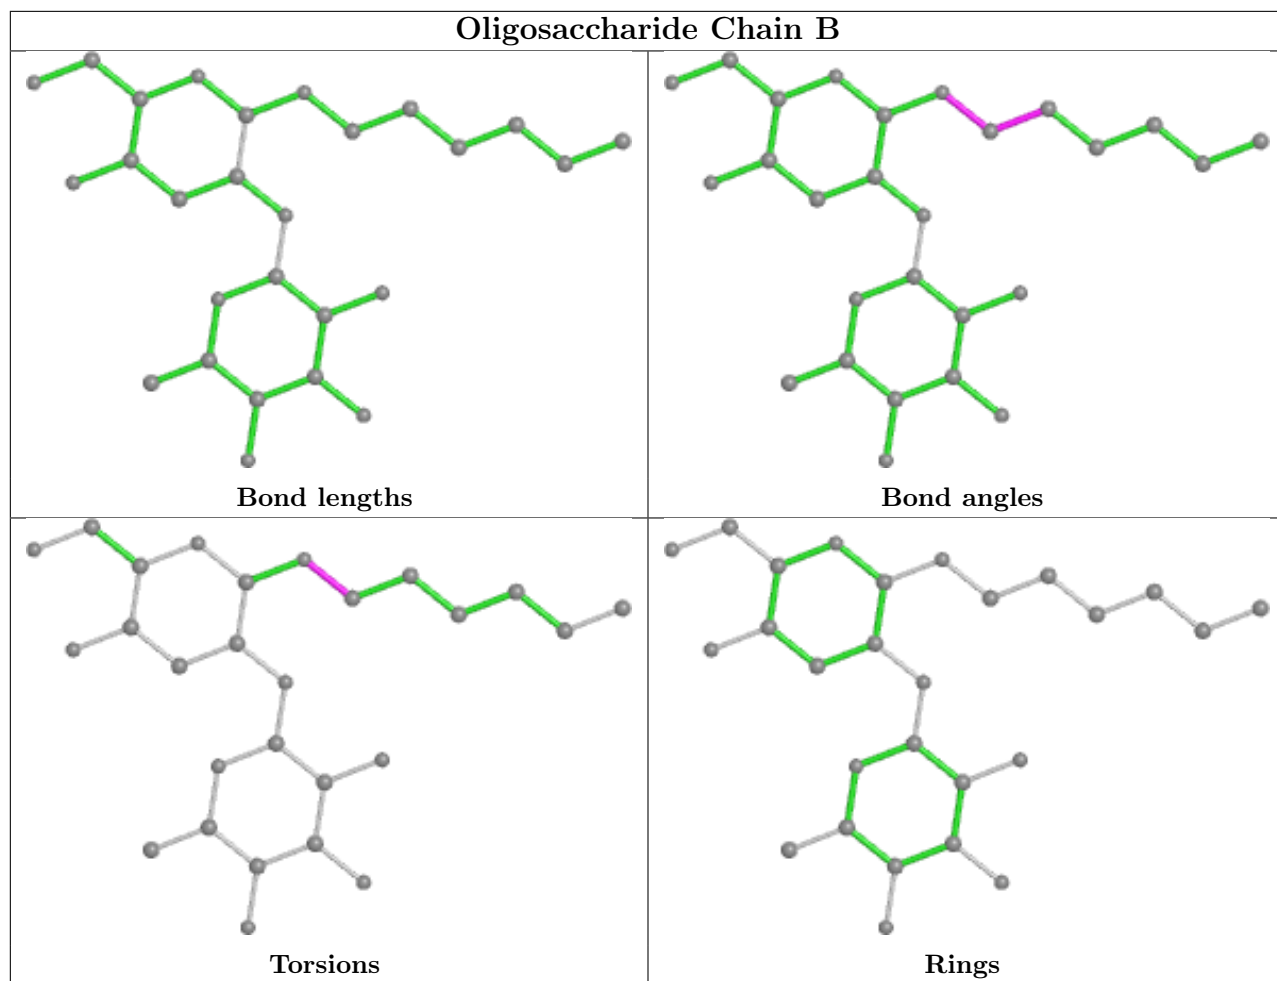 Oligosaccharide Chain B
Bond lengths
Bond angles
Torsions
Rings